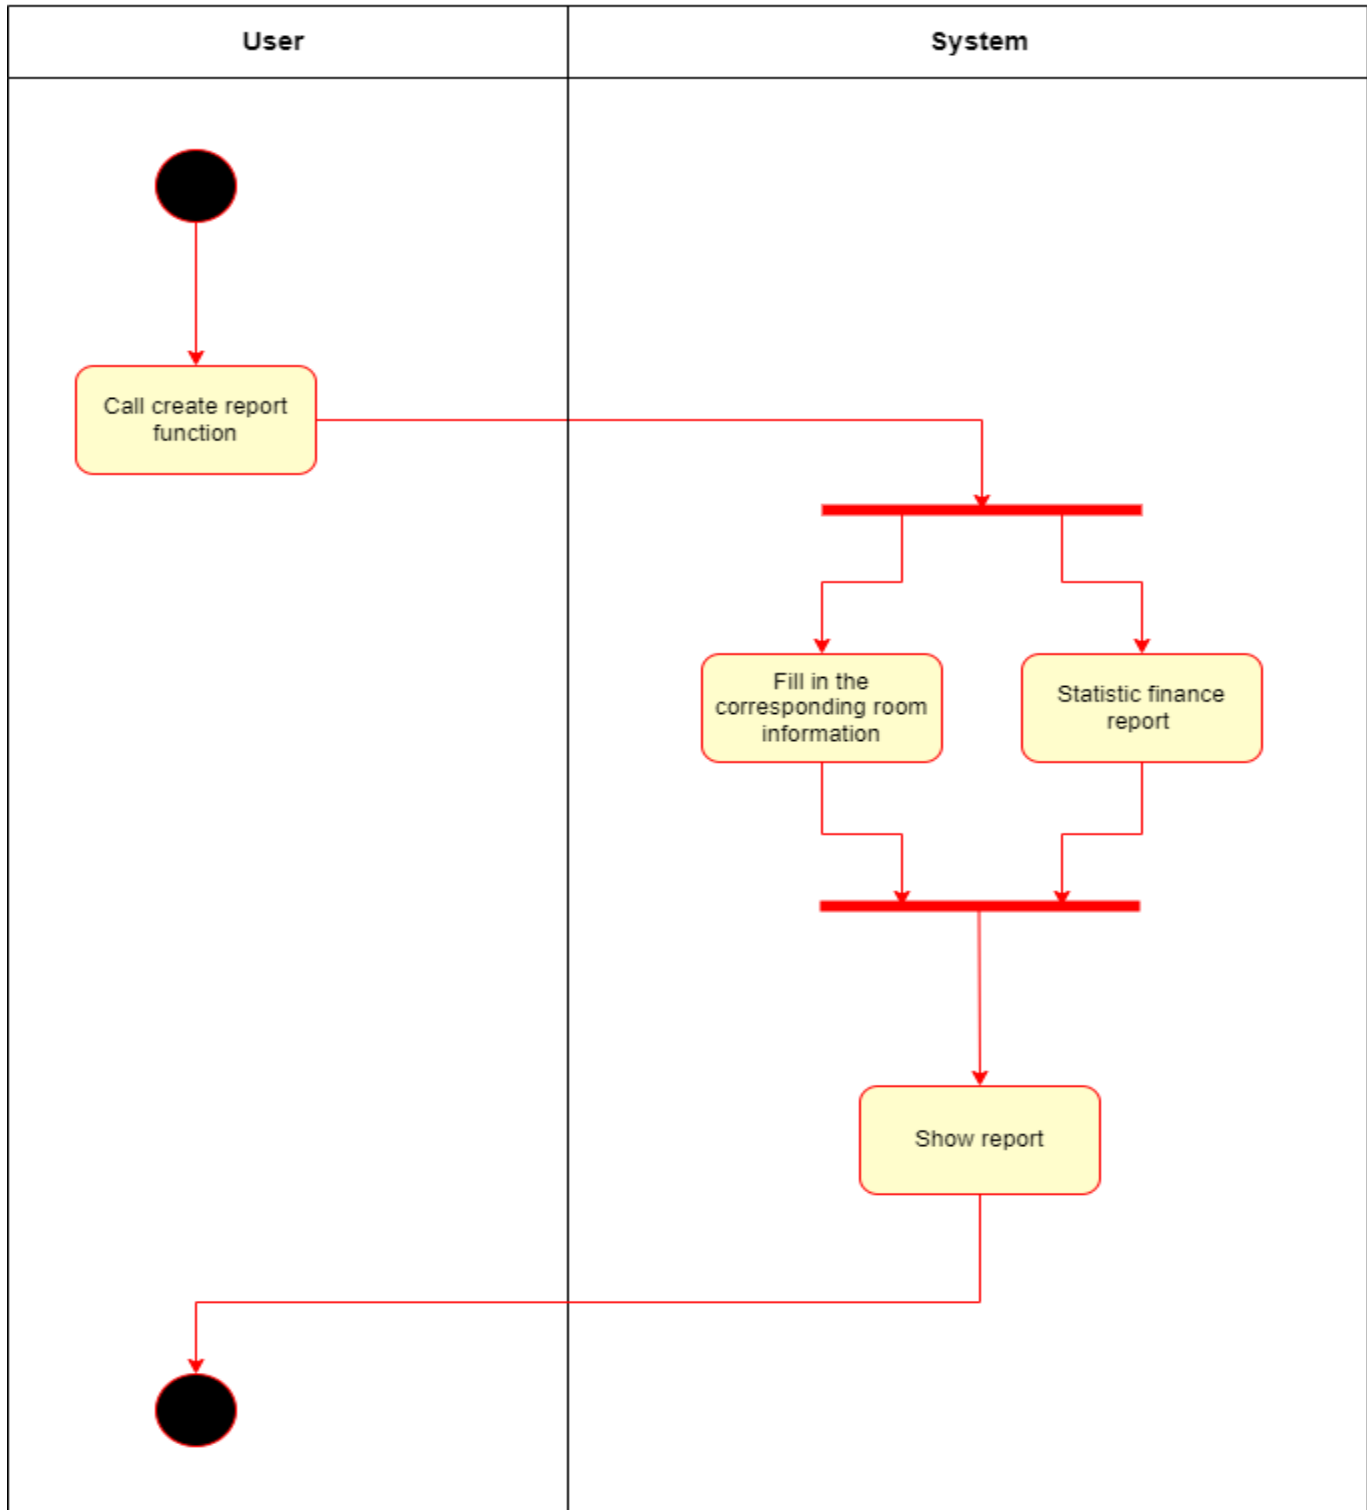 User
System
Call create report
function
Fill in the
corresponding room
information
Statistic finance
report
Show report